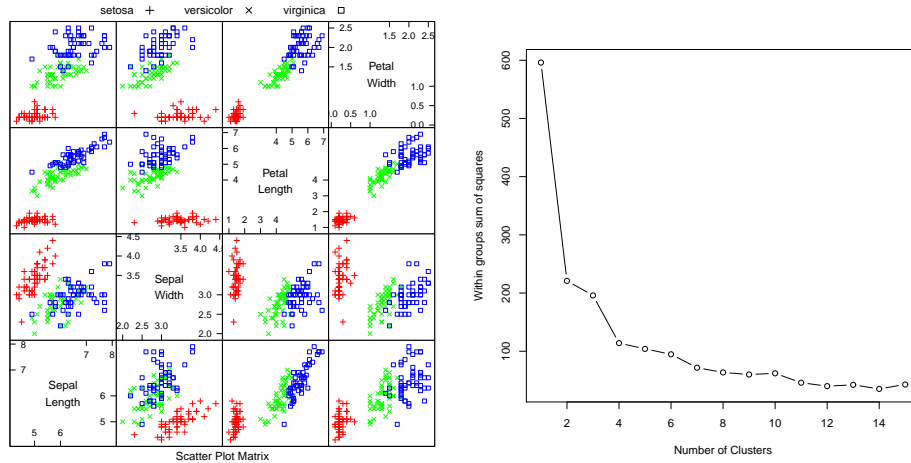 setosa + versicolor × virginica □
1.5 2.0 2.5
Petal
Width
1.0
0.5
0.0
0.0 0.5 1.0
2.5
2.0
1.5
7
6
5
4
4 5 6 7
Petal
Length
1 2 3 4
4
3
2
1
4.5
4.0
3.5
3.5 4.0 4.5
Sepal
Width
2.0 2.5 3.0
3.0
2.5
2.0
8
7
7 8
Sepal
Length
5 6
6
5
Scatter Plot Matrix
600
500
400
300
200
100
Within groups sum of squares
2 4 6 8 10 12 14
Number of Clusters